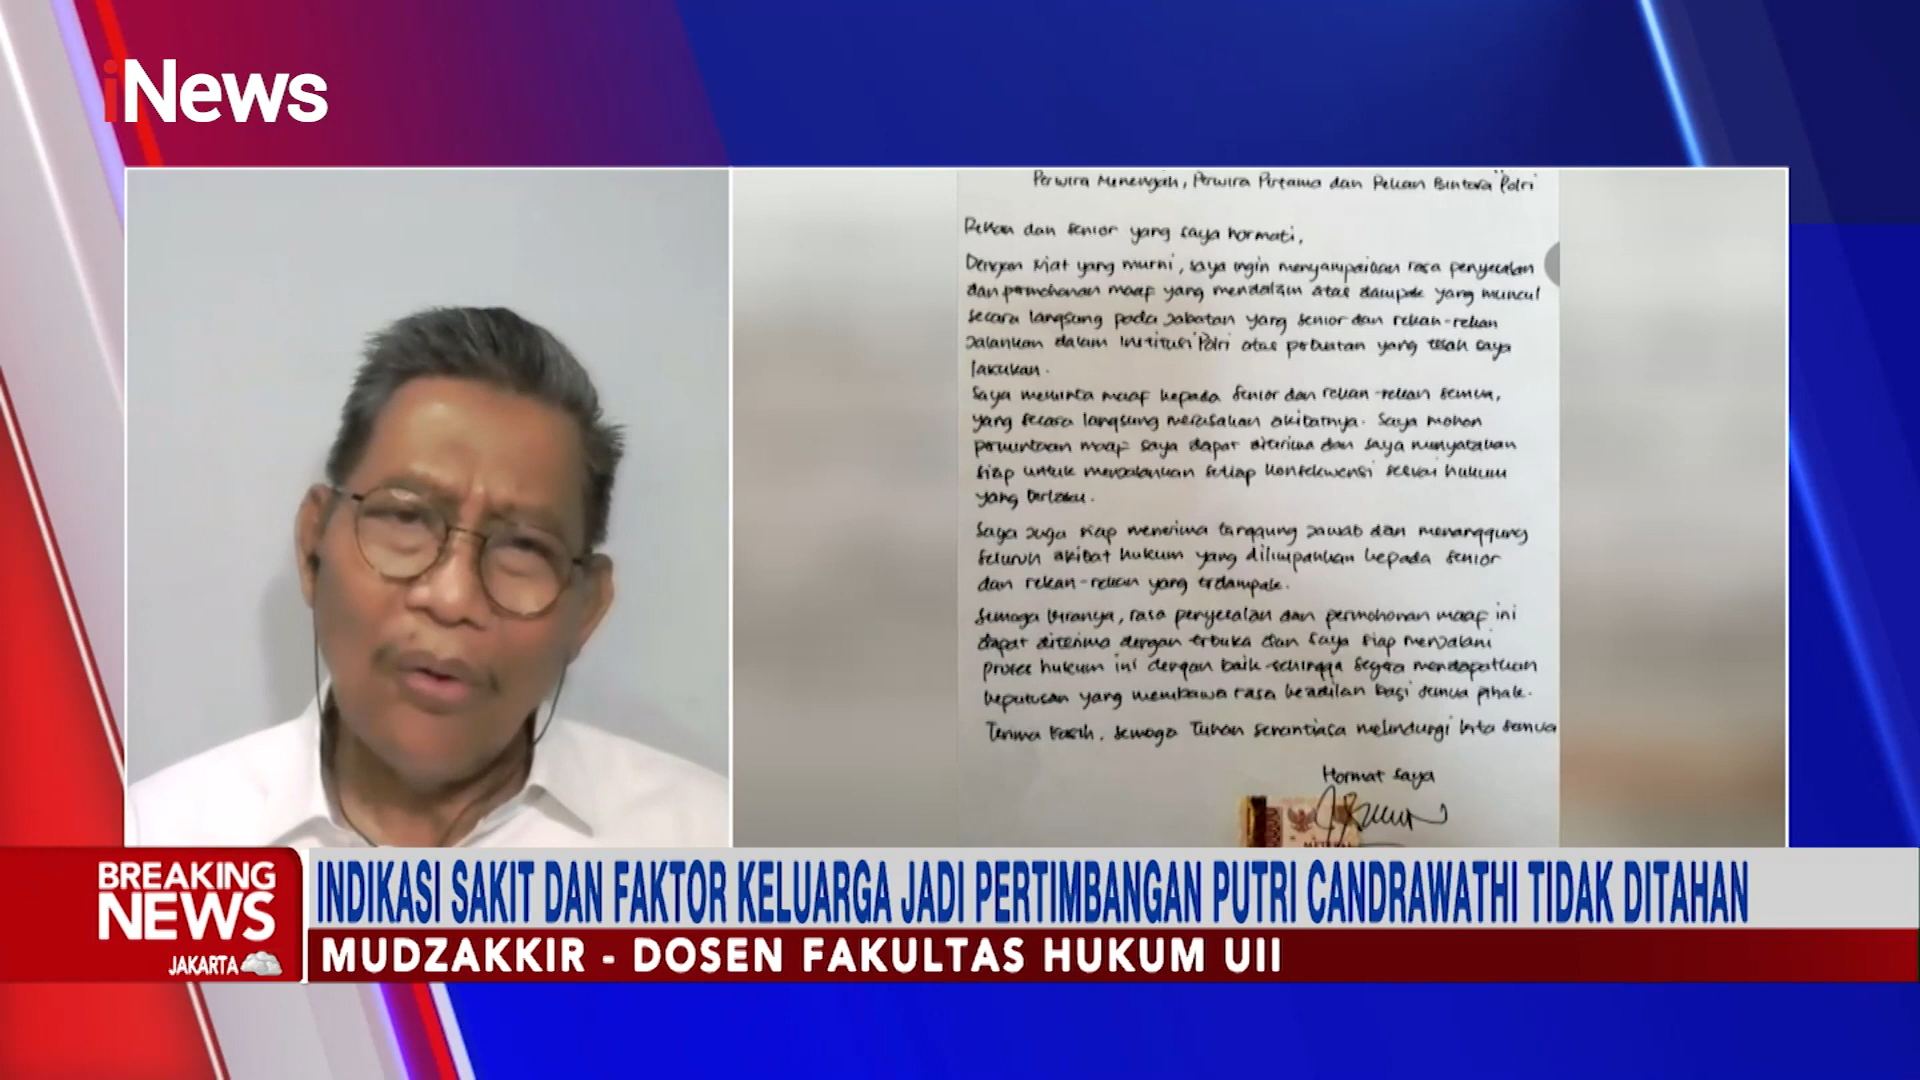 iNews
Perwira Menengah, Perwira Pertama dan Rekan Bintara Polri
Rekan dan Senior yang saya hormati,
Dengan niat yang murni, saya ingin menyampaikan rasa penyesalan
dan permohonan maaf yang mendalam atas dampak yang muncul
secara langsung pada jabatan yang senior dan rekan-rekan
jalankan dalam institusi Polri atas perbuatan yang telah saya
lakukan.
Saya meminta maaf kepada senior dan rekan-rekan semua,
yang secara langsung merasakan akibatnya. Saya mohon
permintaan maaf saya dapat diterima dan saya menyatakan
siap untuk menjalankan setiap konsekwensi sesuai hukum
yang berlaku.
Saya juga siap menerima tanggung jawab dan menanggung
seluruh akibat hukum yang dilimpahkan kepada senior
dan rekan-rekan yang terdampak.
Semoga kiranya, rasa penyesalan dan permohonan maaf ini
dapat diterima dengan terbuka dan saya siap menjalani
proses hukum ini dengan baik sehingga segera mendapatkan
keputusan yang membawa rasa keadilan bagi semua pihak.
Terima kasih, semoga Tuhan senantiasa melindungi kita semua
Hormat saya
BREAKING
NEWS
JAKARTA
INDIKASI SAKIT DAN FAKTOR KELUARGA JADI PERTIMBANGAN PUTRI CANDRAWATHI TIDAK DITAHAN
MUDZAKKIR - DOSEN FAKULTAS HUKUM UII